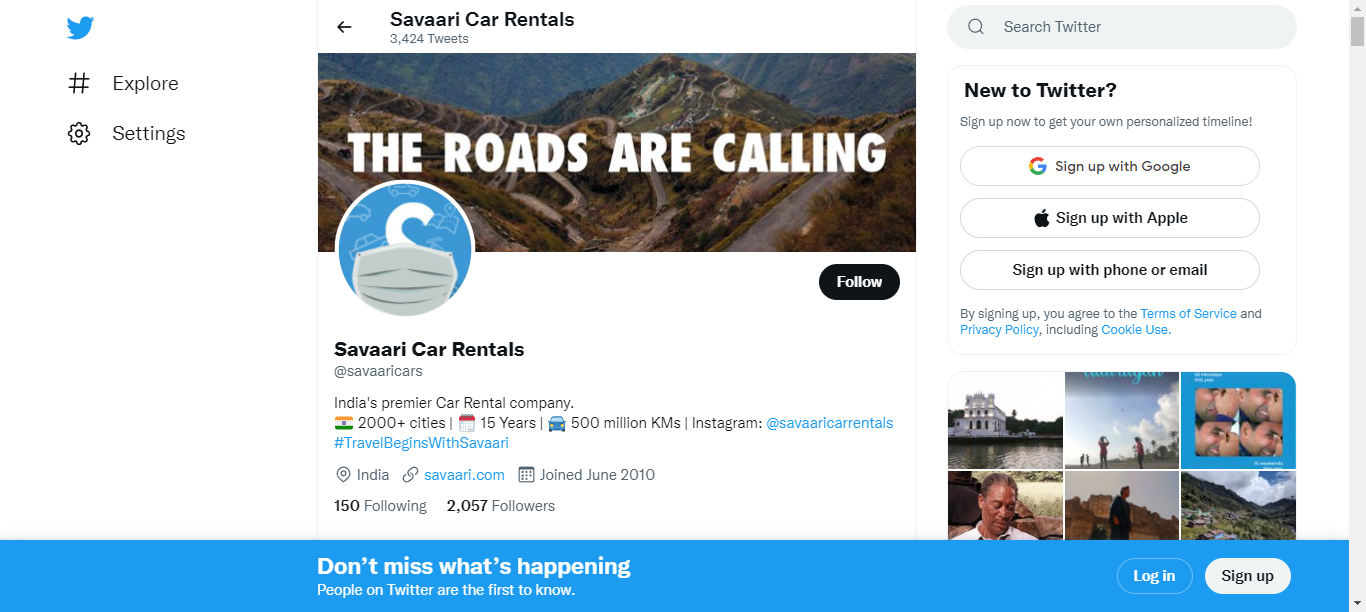 Explore
Settings
Savaari Car Rentals
3,424 Tweets
THE ROADS ARE CALLING
Follow
Savaari Car Rentals
@savaaricars
India's premier Car Rental company.
2000+ cities | 15 Years | 500 million KMs | Instagram: @savaaricarrentals
#TravelBeginsWithSavaari
India savaari.com Joined June 2010
150 Following 2,057 Followers
Search Twitter
New to Twitter?
Sign up now to get your own personalized timeline!
Sign up with Google
Sign up with Apple
Sign up with phone or email
By signing up, you agree to the Terms of Service and
Privacy Policy, including Cookie Use.
this year
Don’t miss what’s happening
People on Twitter are the first to know.
Log in
Sign up